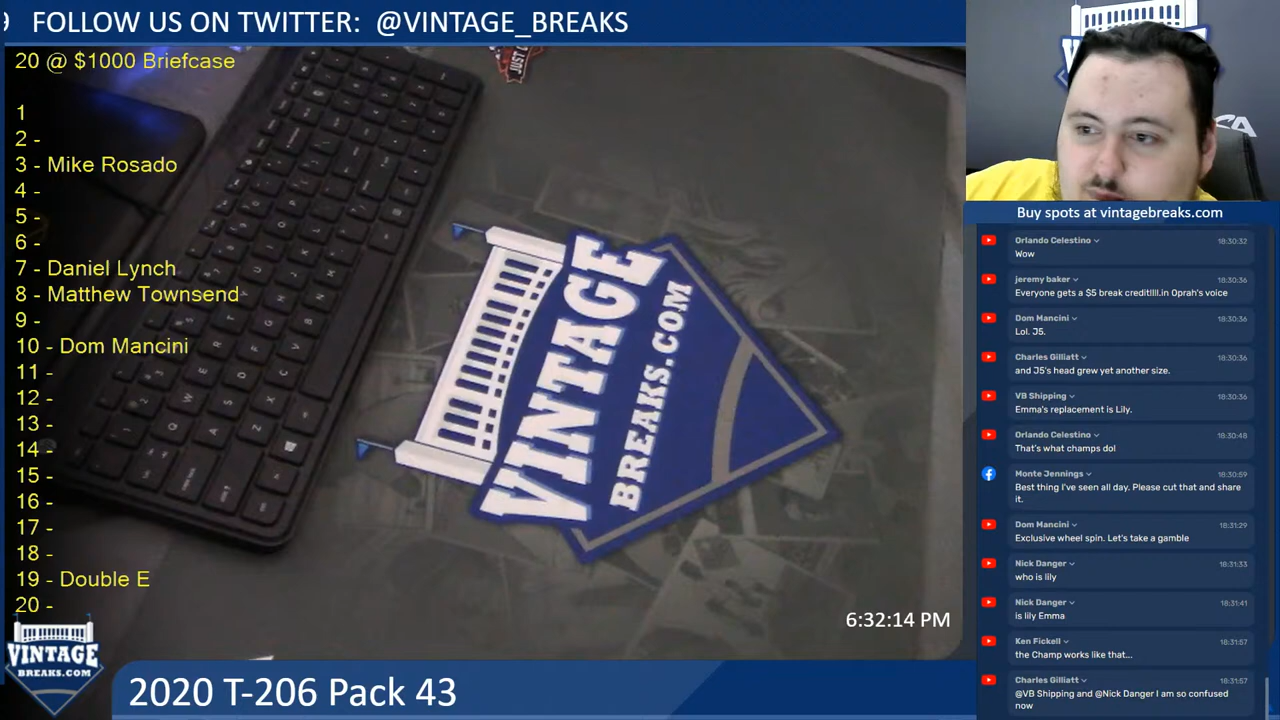 9 FOLLOW US ON TWITTER: @VINTAGE_BREAKS
20 @ $1000 Briefcase
1
2 -
3 - Mike Rosado
4 -
5 -
6 -
7 - Daniel Lynch
8 - Matthew Townsend
9 -
10 - Dom Mancini
11 -
12 -
13 -
14 -
15 -
16 -
17 -
18 -
19 - Double E
20 -
JUST
VINTAGE
BREAKS.COM
6:32:14 PM
VINTAGE
BREAKS.COM
2020 T-206 Pack 43
Buy spots at vintagebreaks.com
Orlando Celestino 18:30:32
Wow
jeremy baker 18:30:36
Everyone gets a $5 break credit!!!!.in Oprah's voice
Dom Mancini 18:30:36
Lol. J5.
Charles Gilliatt 18:30:36
and J5's head grew yet another size.
VB Shipping 18:30:36
Emma's replacement is Lily.
Orlando Celestino 18:30:48
That's what champs do!
Monte Jennings 18:30:59
Best thing I've seen all day. Please cut that and share
it.
Dom Mancini 18:31:29
Exclusive wheel spin. Let's take a gamble
Nick Danger 18:31:33
who is lily
Nick Danger 18:31:41
is lily Emma
Ken Fickell 18:31:57
the Champ works like that...
Charles Gilliatt 18:31:57
@VB Shipping and @Nick Danger I am so confused
now